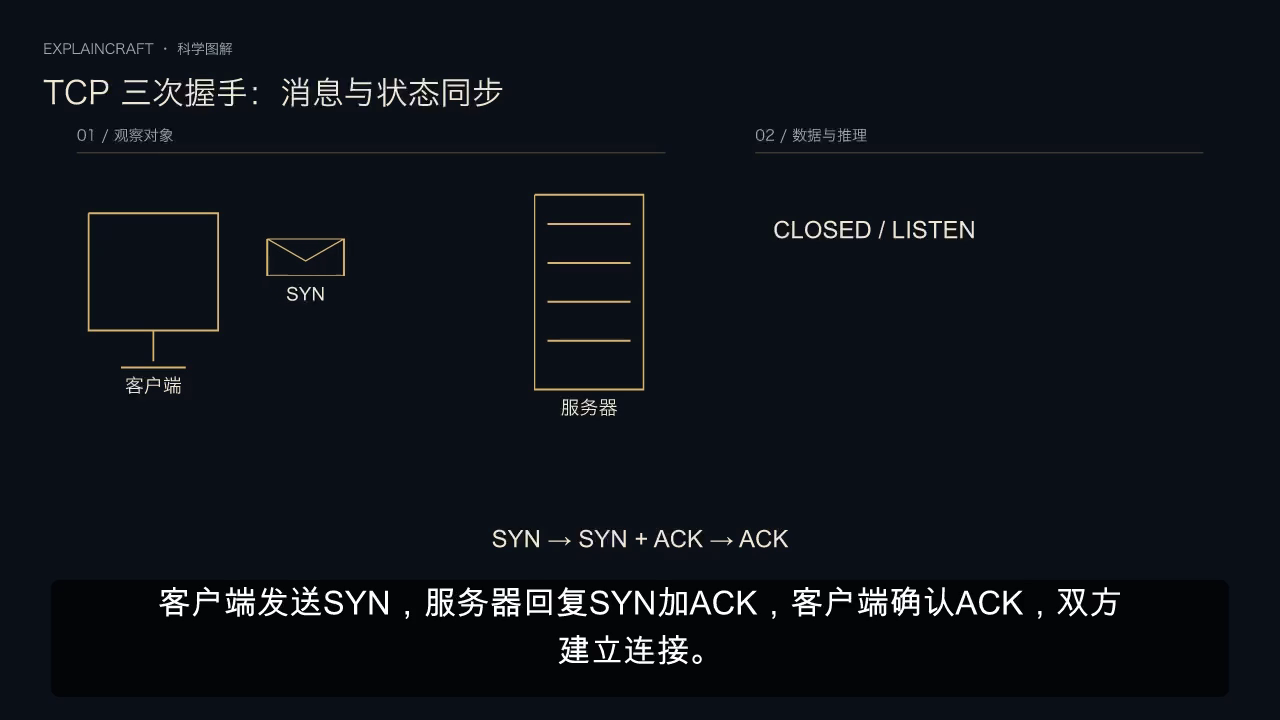 EXPLAINCRAFT · 科学图解
TCP 三次握手：消息与状态同步
01 / 观察对象
02 / 数据与推理
CLOSED / LISTEN
SYN
客户端
服务器
SYN → SYN + ACK → ACK
客户端发送SYN，服务器回复SYN加ACK，客户端确认ACK，双方
建立连接。